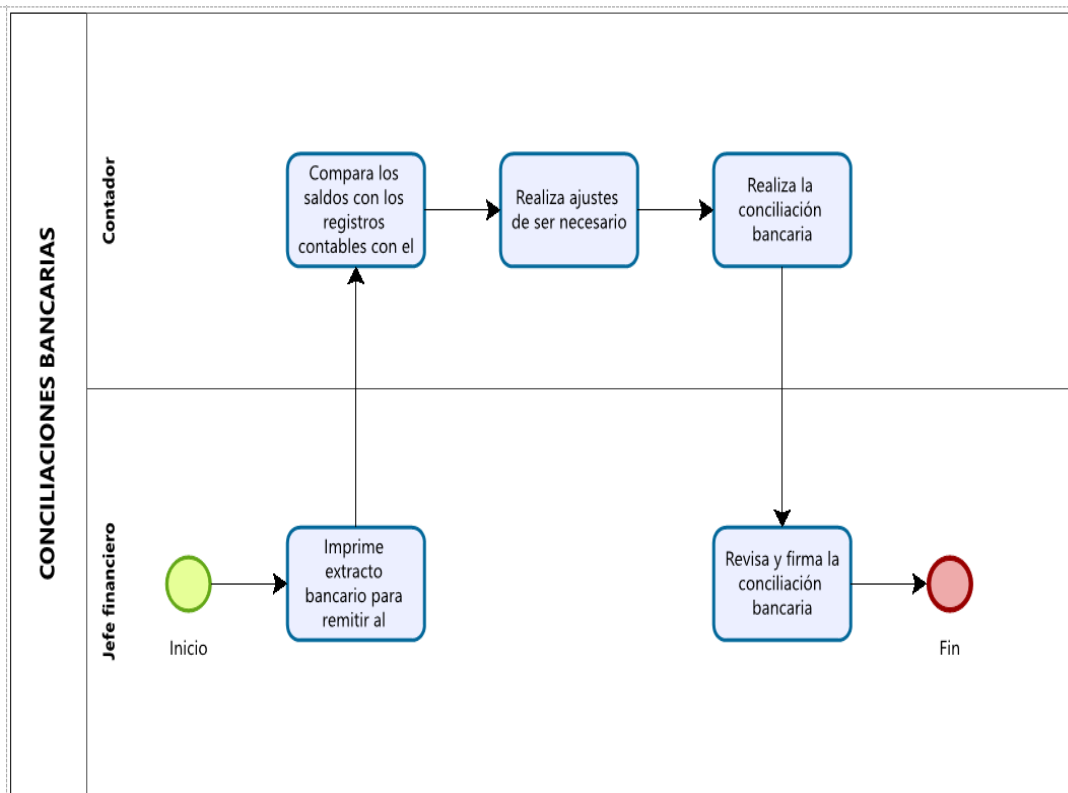 CONCILIACIONES BANCARIAS
Contador
Compara los
saldos con los
registros
contables con el
Realiza ajustes
de ser necesario
Realiza la
conciliación
bancaria
Jefe financiero
Inicio
Imprime
extracto
bancario para
remitir al
Revisa y firma la
conciliación
bancaria
Fin